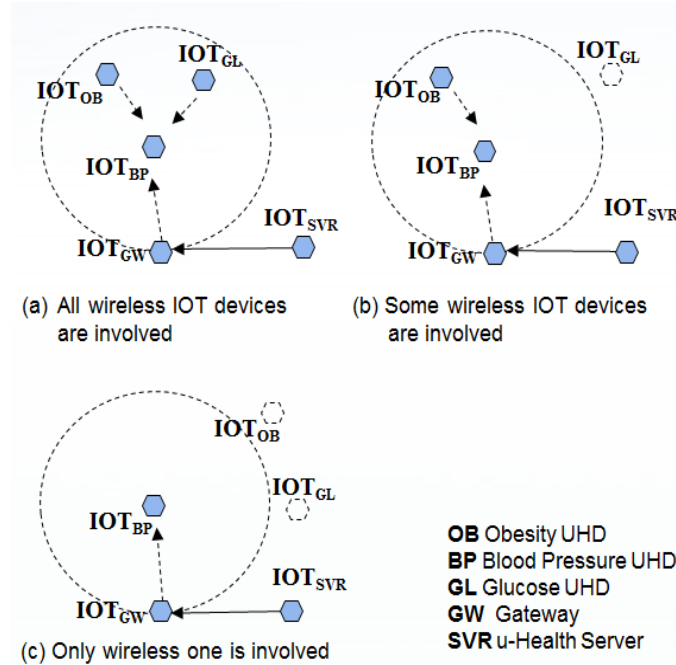 IOT_GL
IOT_OB
IOT_BP
IOT_SVR
IOT_GW
(a) All wireless IOT devices
are involved
IOT_GL
IOT_OB
IOT_BP
IOT_SVR
IOT_GW
(b) Some wireless IOT devices
are involved
IOT_OB
IOT_GL
IOT_BP
IOT_SVR
IOT_GW
(c) Only wireless one is involved
OB Obesity UHD
BP Blood Pressure UHD
GL Glucose UHD
GW Gateway
SVR u-Health Server